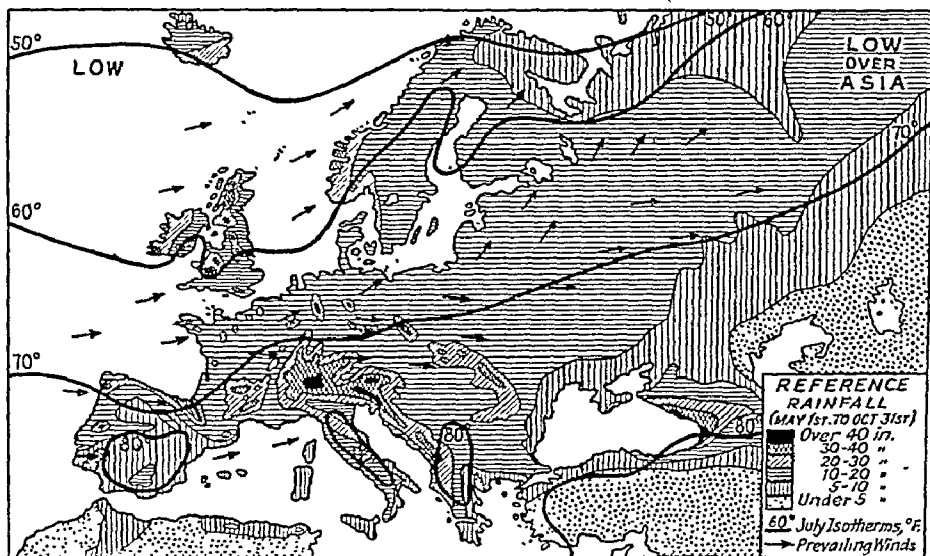 50°
60°
50°
LOW
LOW
OVER
ASIA
70°
60°
70°
80
80
80°
REFERENCE
RAINFALL
(MAY 1ST. TO OCT 31ST)
Over 40 in.
30-40 "
20-30 "
10-20 "
5-10 "
Under 5 "
60° July Isotherms, °F.
Prevailing Winds